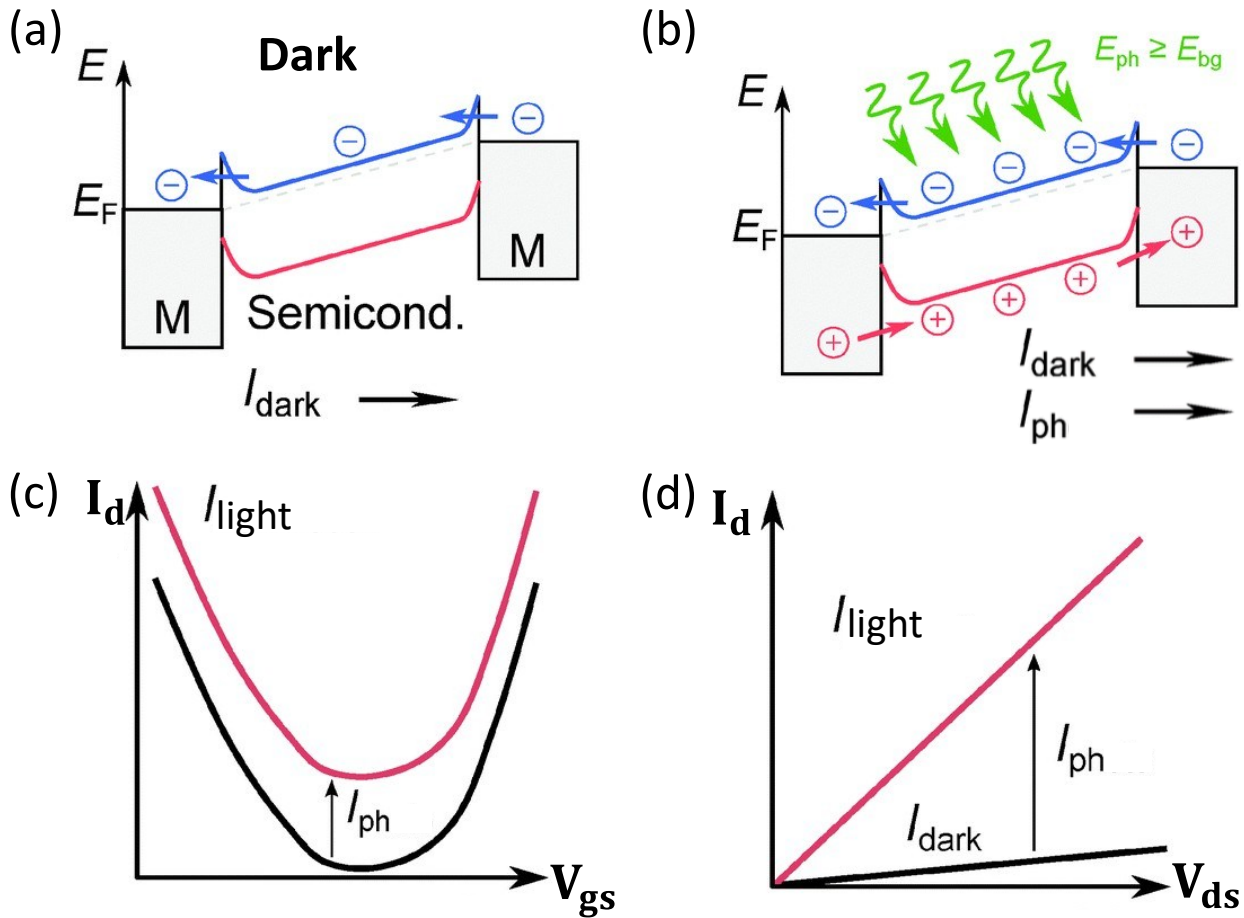 (a)
Dark
E
E_F
−
−
−
M
M
Semicond.
I_dark
(b)
E_ph ≥ E_bg
E
E_F
−
−
−
−
−
+
+
+
+
+
I_dark
I_ph
(c)
I_d
I_light
I_ph
V_gs
(d)
I_d
I_light
I_ph
I_dark
V_ds